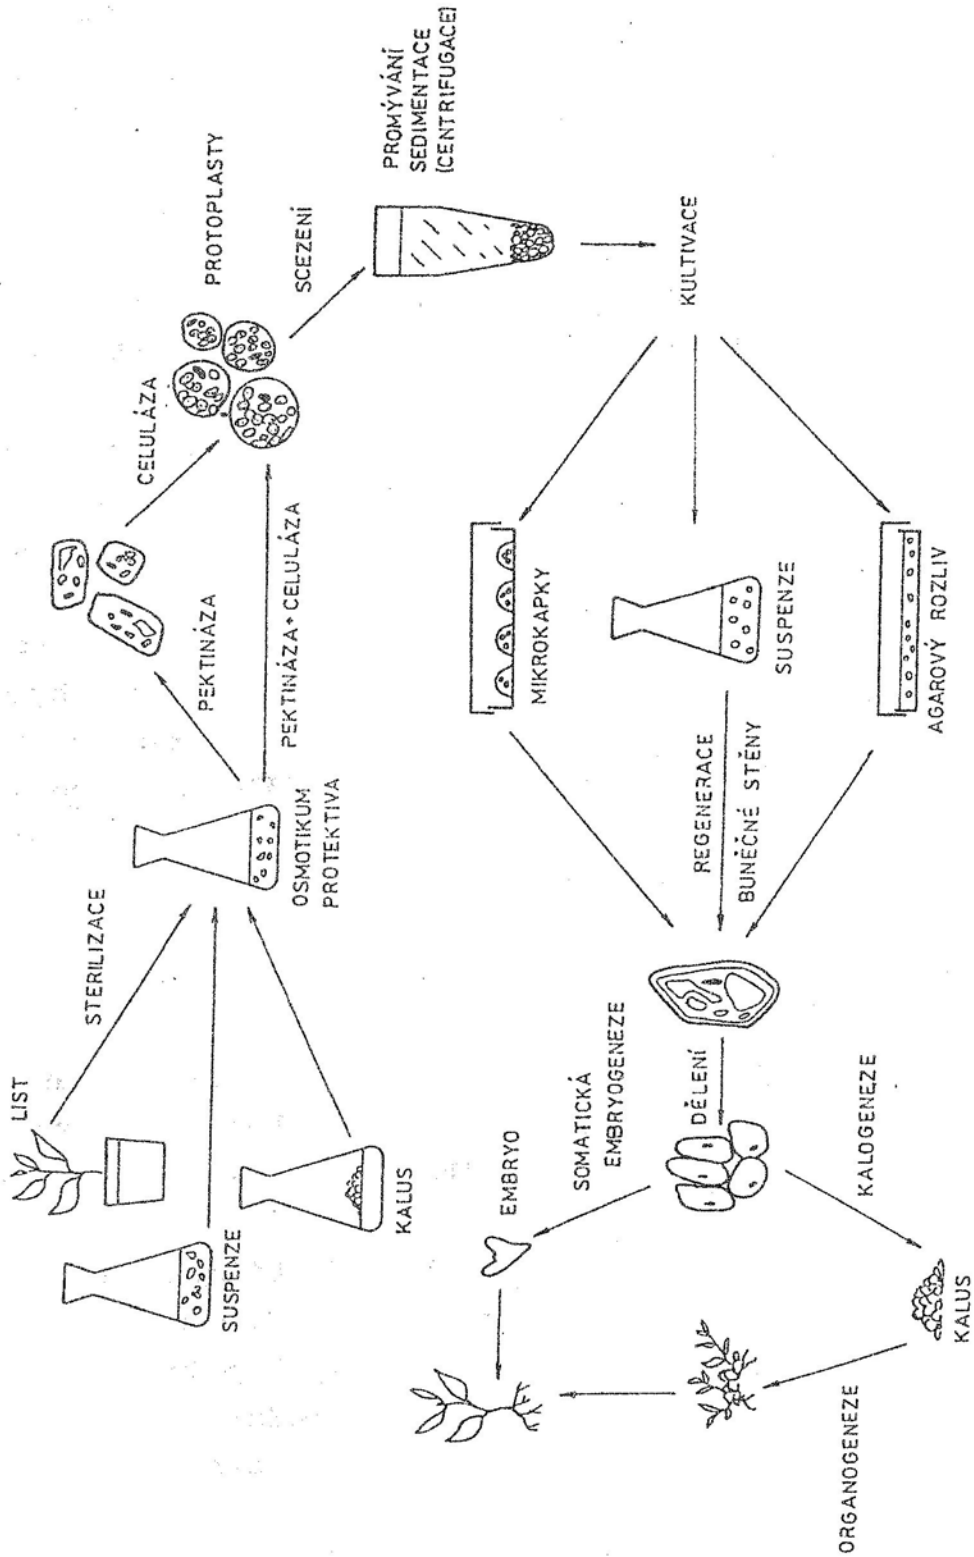 LIST
STERILIZACE
SUSPENZE
KALUS
OSMOTIKUM
PROTEKTIVA
PEKTINÁZA
PEKTINÁZA + CELULÁZA
CELULÁZA
PROTOPLASTY
SCEZENÍ
PROMÝVÁNÍ
SEDIMENTACE
(CENTRIFUGACE)
KULTIVACE
MIKROKAPKY
SUSPENZE
AGAROVÝ ROZLIV
REGENERACE
BUNĚČNÉ STĚNY
DĚLENÍ
SOMATICKÁ
EMBRYOGENEZE
EMBRYO
KALOGENEZE
KALUS
ORGANOGENEZE